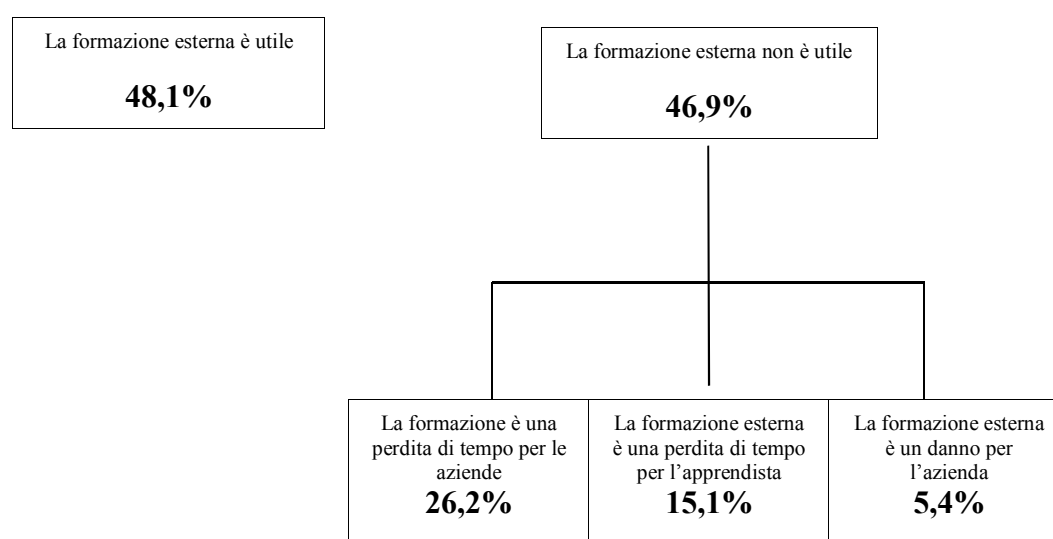 La formazione esterna è utile
48,1%
La formazione esterna non è utile
46,9%
La formazione è una
perdita di tempo per le
aziende
26,2%
La formazione esterna
è una perdita di tempo
per l’apprendista
15,1%
La formazione esterna
è un danno per
l’azienda
5,4%